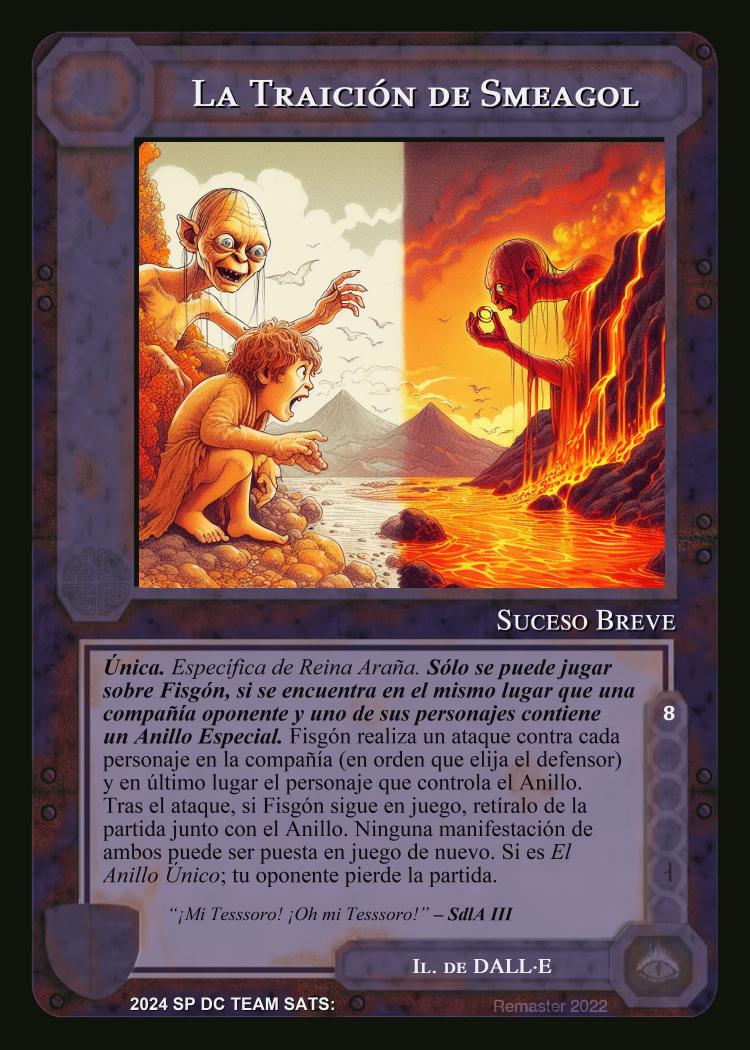 La Traición de Smeagol
Suceso Breve
Única. Específica de Reina Araña. Sólo se puede jugar
sobre Fisgón, si se encuentra en el mismo lugar que una
compañía oponente y uno de sus personajes contiene
un Anillo Especial. Fisgón realiza un ataque contra cada
personaje en la compañía (en orden que elija el defensor)
y en último lugar el personaje que controla el Anillo.
Tras el ataque, si Fisgón sigue en juego, retíralo de la
partida junto con el Anillo. Ninguna manifestación de
ambos puede ser puesta en juego de nuevo. Si es El
Anillo Único; tu oponente pierde la partida.
8
“¡Mi Tesssoro! ¡Oh mi Tesssoro!” – SdlA III
Il. de DALL·E
2024 SP DC TEAM SATS:
Remaster 2022